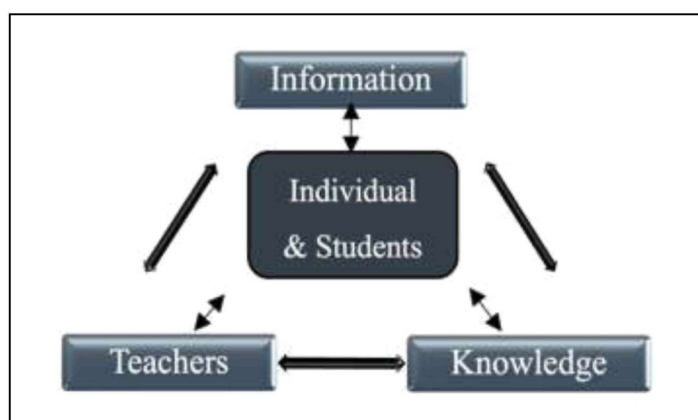 Information
Individual
& Students
Teachers
Knowledge